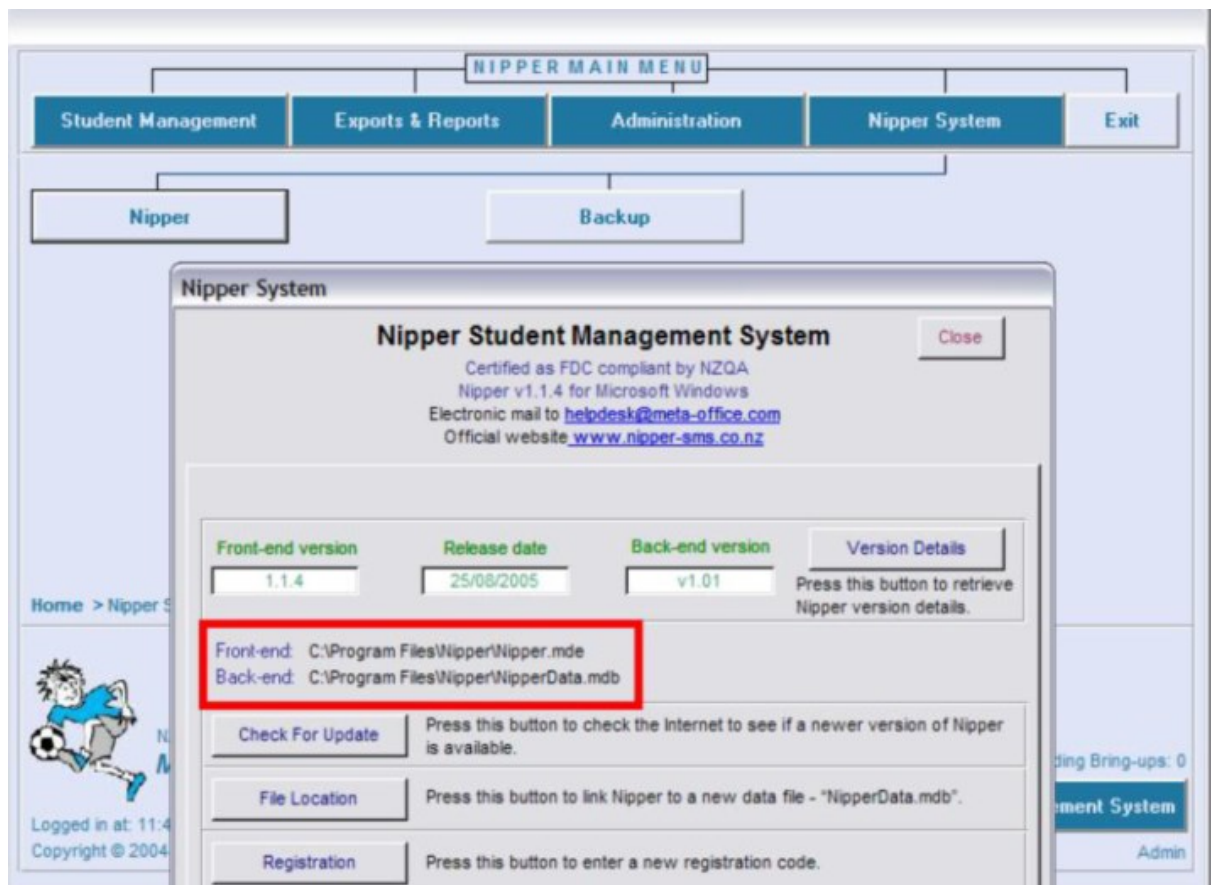 NIPPER MAIN MENU
Student Management Exports & Reports Administration Nipper System Exit
Nipper Backup
Nipper System
Nipper Student Management System Close
Certified as FDC compliant by NZQA
Nipper v1.1.4 for Microsoft Windows
Electronic mail to helpdesk@meta-office.com
Official website www.nipper-sms.co.nz
Front-end version Release date Back-end version Version Details
1.1.4 25/08/2005 v1.01 Press this button to retrieve
Nipper version details.
Home > Nipper S
Front-end: C:\Program Files\Nipper\Nipper.mde
Back-end: C:\Program Files\Nipper\NipperData.mdb
Check For Update Press this button to check the Internet to see if a newer version of Nipper
is available.
File Location Press this button to link Nipper to a new data file - "NipperData.mdb".
Registration Press this button to enter a new registration code.
ding Bring-ups: 0
ement System
Logged in at: 11:4
Copyright © 2004
Admin